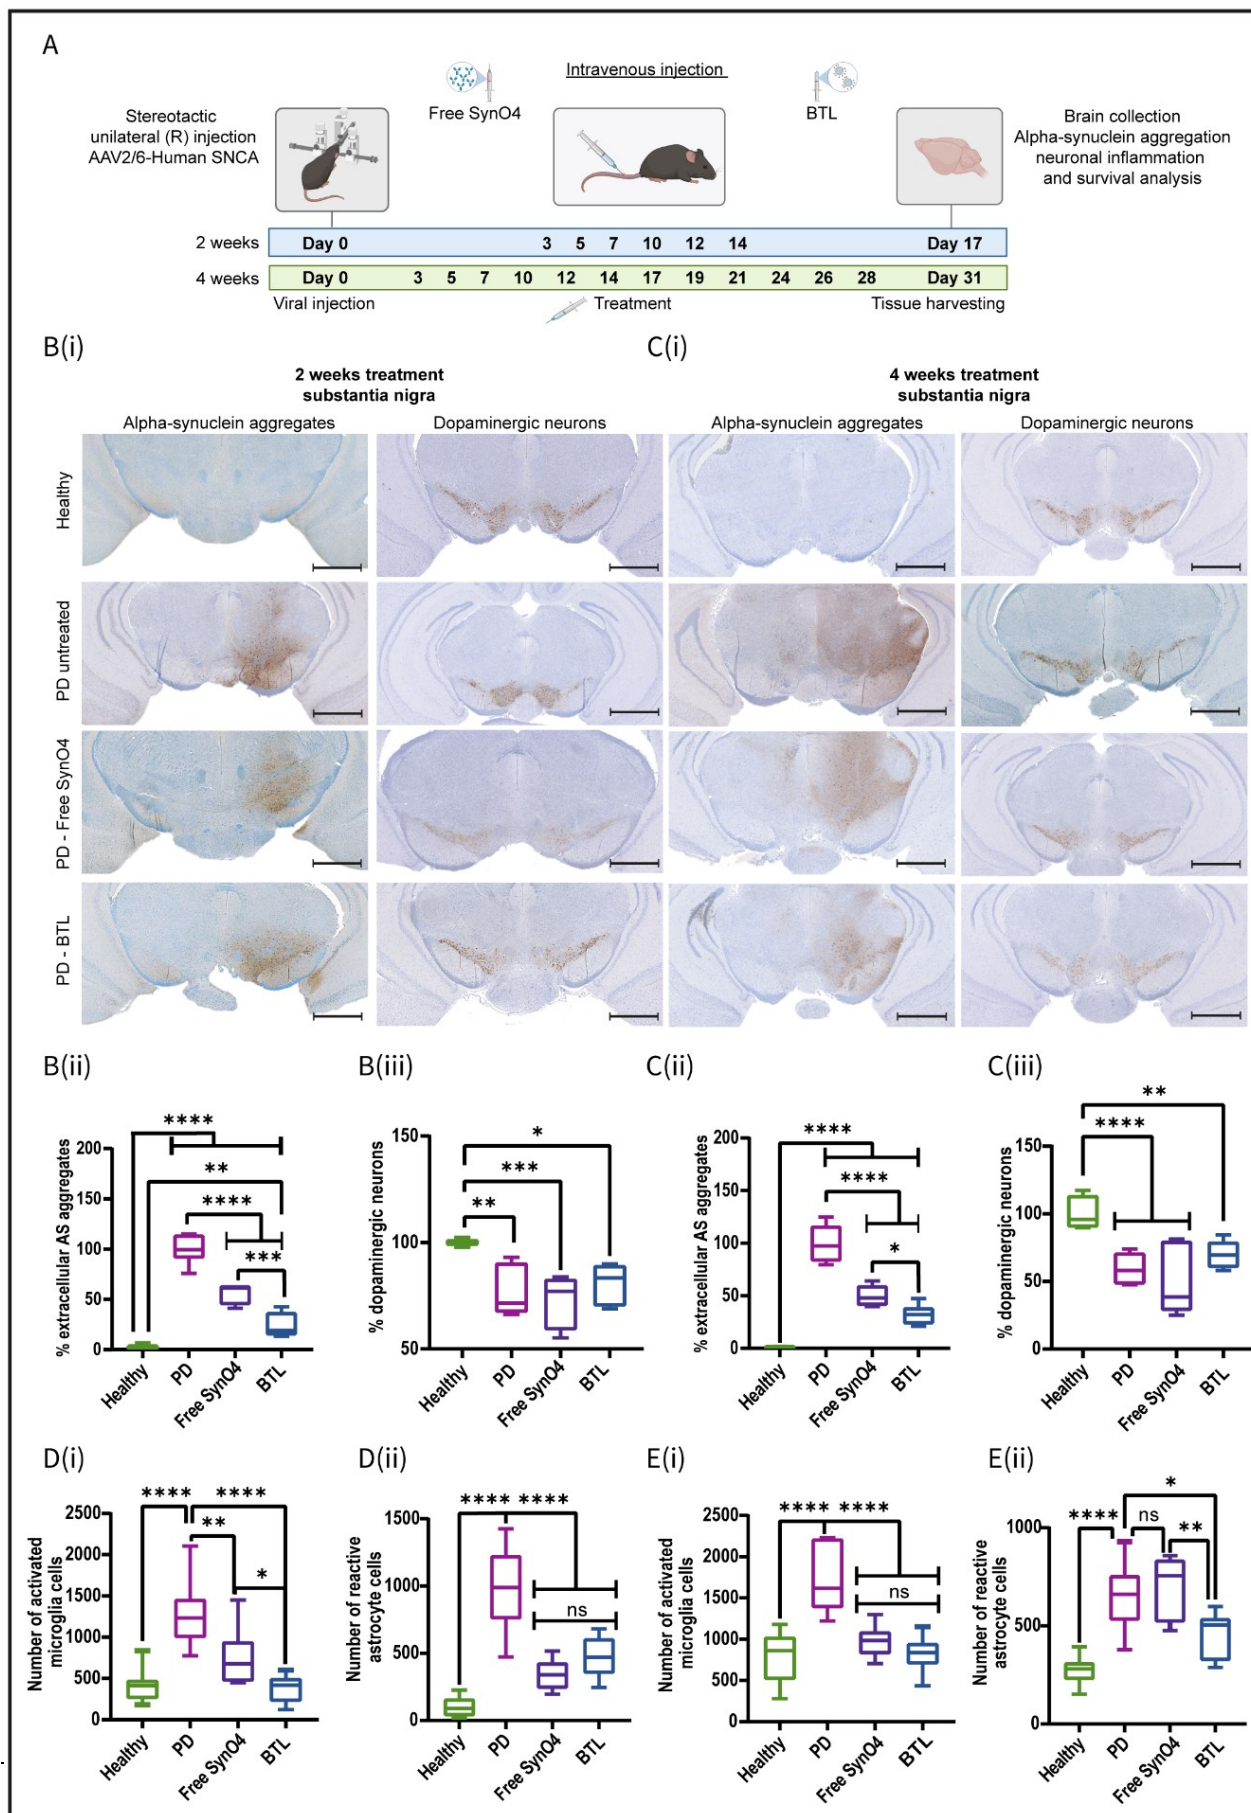 A
Intravenous injection
Free SynO4
BTL
Stereotactic
unilateral (R) injection
AAV2/6-Human SNCA
Brain collection
Alpha-synuclein aggregation
neuronal inflammation
and survival analysis
2 weeks Day 0 3 5 7 10 12 14 Day 17
4 weeks Day 0 3 5 7 10 12 14 17 19 21 24 26 28 Day 31
Viral injection Treatment Tissue harvesting
B(i)
2 weeks treatment
substantia nigra
Alpha-synuclein aggregates Dopaminergic neurons
C(i)
4 weeks treatment
substantia nigra
Alpha-synuclein aggregates Dopaminergic neurons
Healthy
PD untreated
PD - Free SynO4
PD - BTL
B(ii)
% extracellular AS aggregates
200
150
100
50
0
****
**
****
***
Healthy PD Free SynO4 BTL
B(iii)
% dopaminergic neurons
150
100
50
*
***
**
Healthy PD Free SynO4 BTL
C(ii)
% extracellular AS aggregates
200
150
100
50
0
****
****
*
Healthy PD Free SynO4 BTL
C(iii)
% dopaminergic neurons
150
100
50
0
**
****
Healthy PD Free SynO4 BTL
D(i)
Number of activated
microglia cells
2500
2000
1500
1000
500
0
**** ****
**
*
Healthy PD Free SynO4 BTL
D(ii)
Number of reactive
astrocyte cells
1500
1000
500
0
**** ****
ns
Healthy PD Free SynO4 BTL
E(i)
Number of activated
microglia cells
2500
2000
1500
1000
500
0
**** ****
ns
Healthy PD Free SynO4 BTL
E(ii)
Number of reactive
astrocyte cells
1000
500
0
*
**** ns
**
Healthy PD Free SynO4 BTL